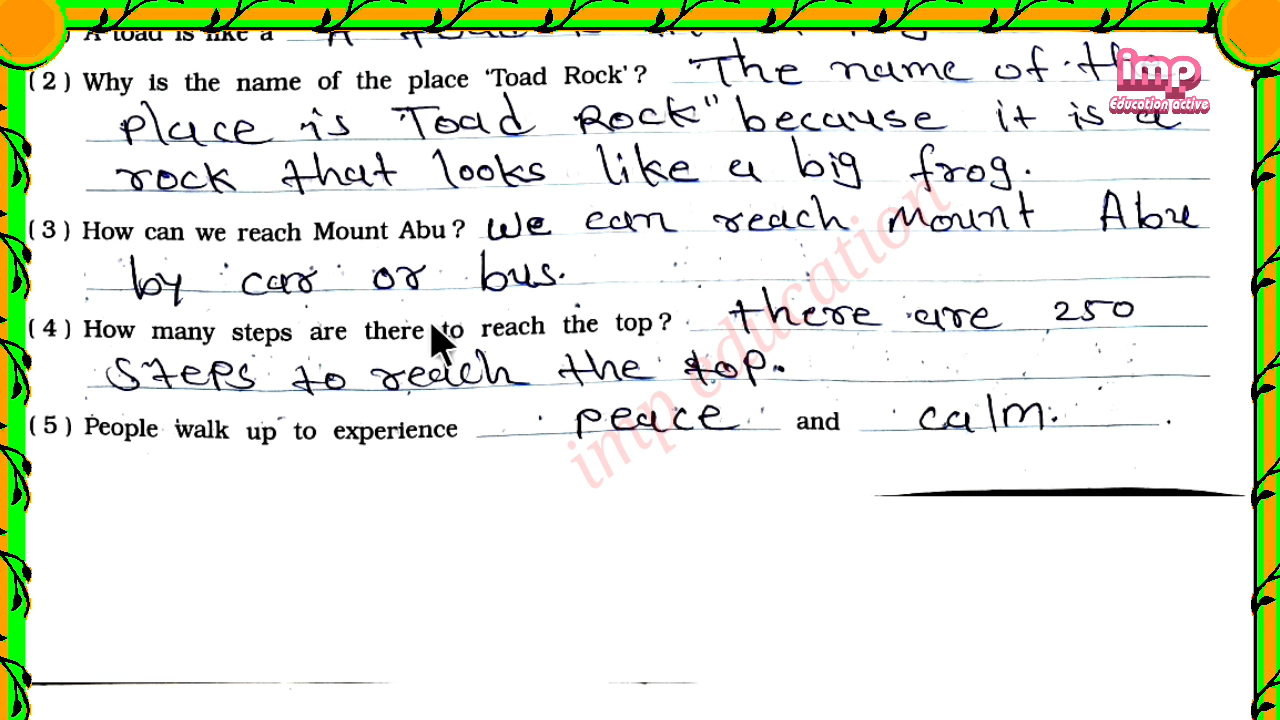 A toad is like a A
(2) Why is the name of the place 'Toad Rock'? The name of the
place is "Toad Rock" because it is a
rock that looks like a big frog.
(3) How can we reach Mount Abu? we can reach mount Abu
by car or bus.
(4) How many steps are there to reach the top? there are 250
steps to reach the top.
(5) People walk up to experience peace and calm.
imp
Education active
imp education